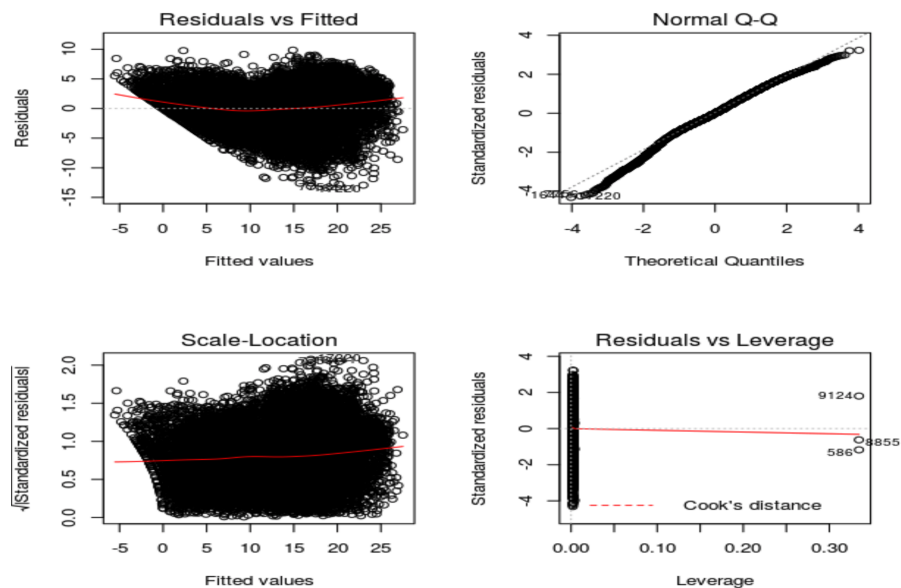 Residuals vs Fitted
Residuals
10
5
0
-5
-10
-15
-5 0 5 10 15 20 25
Fitted values
Normal Q-Q
Standardized residuals
4
2
0
-2
-4
-4 -2 0 2 4
Theoretical Quantiles
Scale-Location
√|Standardized residuals|
2.0
1.5
1.0
0.5
0.0
-5 0 5 10 15 20 25
Fitted values
Residuals vs Leverage
Standardized residuals
4
2
0
-2
-4
9124
8855
586
Cook's distance
0.00 0.10 0.20 0.30
Leverage